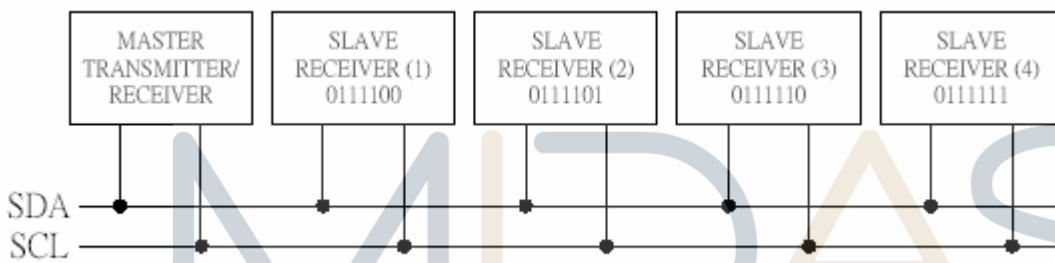 MASTER
TRANSMITTER/
RECEIVER
SLAVE
RECEIVER (1)
0111100
SLAVE
RECEIVER (2)
0111101
SLAVE
RECEIVER (3)
0111110
SLAVE
RECEIVER (4)
0111111
SDA
SCL
MIDAS